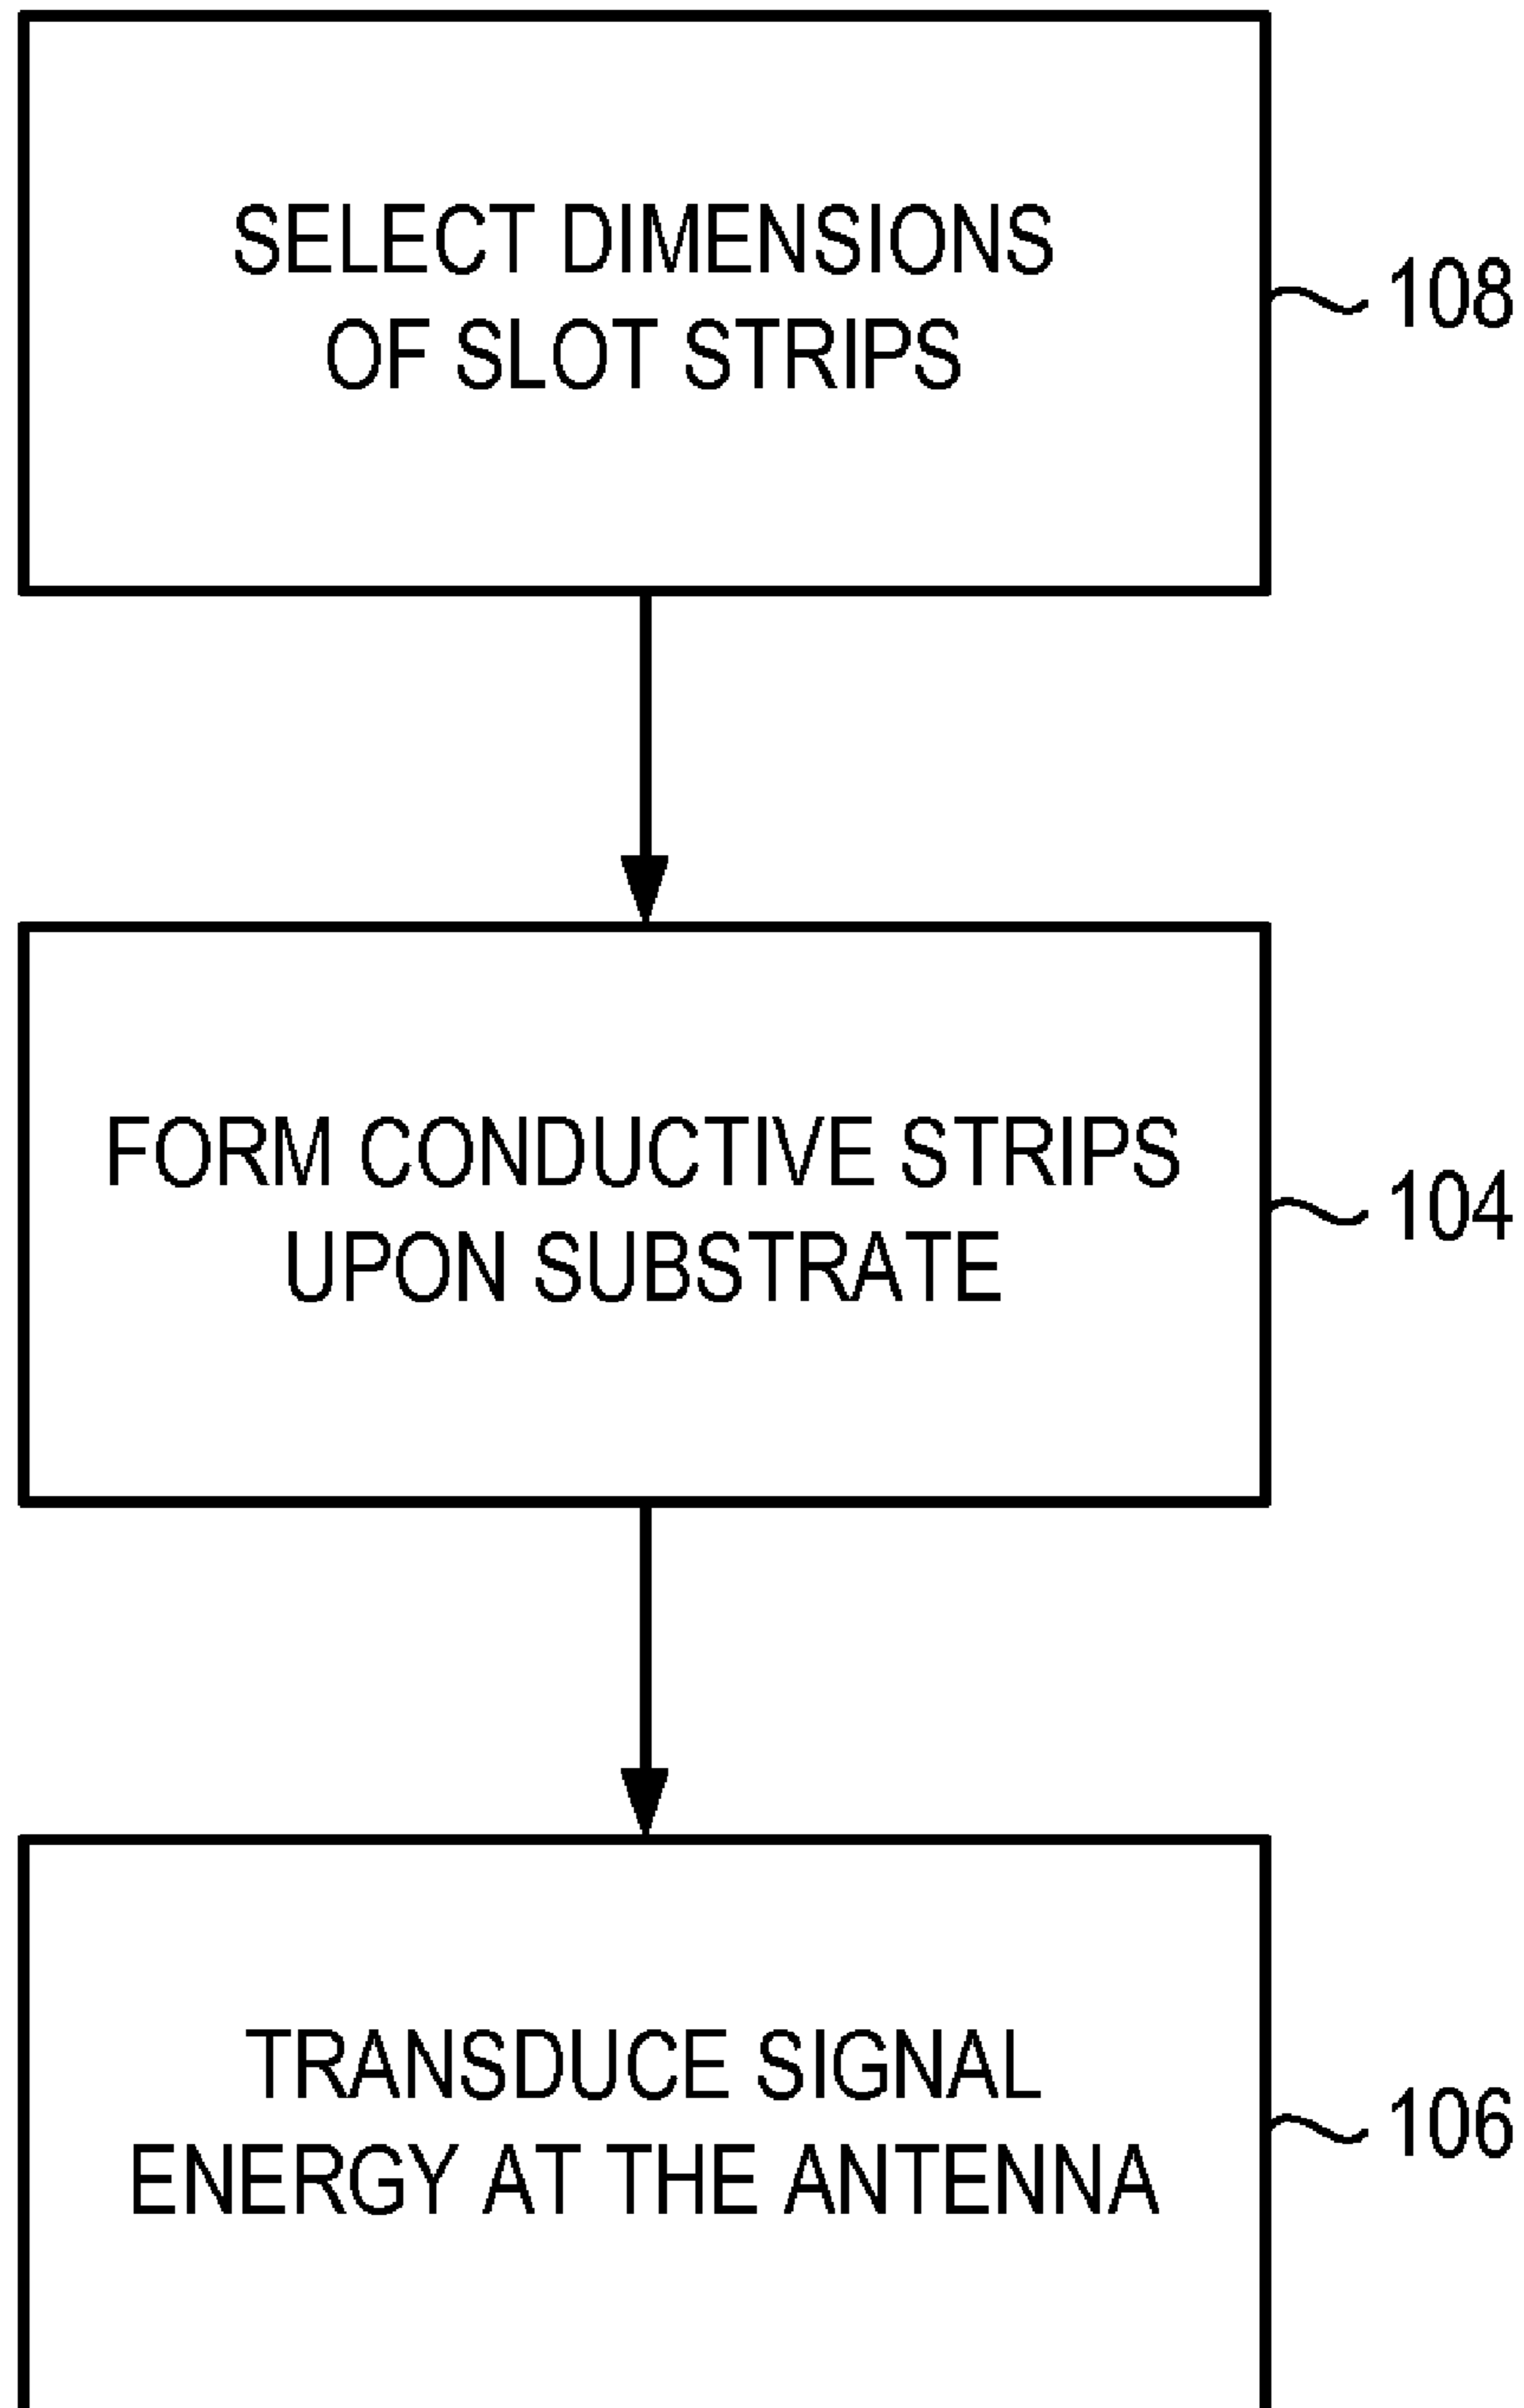 SELECT DIMENSIONS
OF SLOT STRIPS
108
FORM CONDUCTIVE STRIPS
UPON SUBSTRATE
104
TRANSDUCE SIGNAL
ENERGY AT THE ANTENNA
106